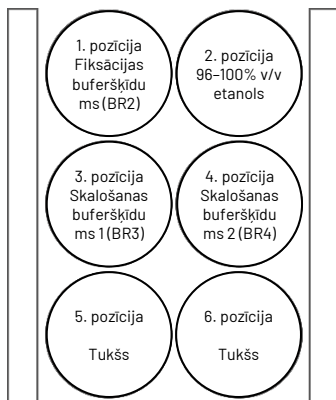 1. pozīcija
Fiksācijas
buferšķīdu
ms (BR2)
2. pozīcija
96–100% v/v
etanols
3. pozīcija
Skalošanas
buferšķīdu
ms 1 (BR3)
4. pozīcija
Skalošanas
buferšķīdu
ms 2 (BR4)
5. pozīcija
Tukšs
6. pozīcija
Tukšs